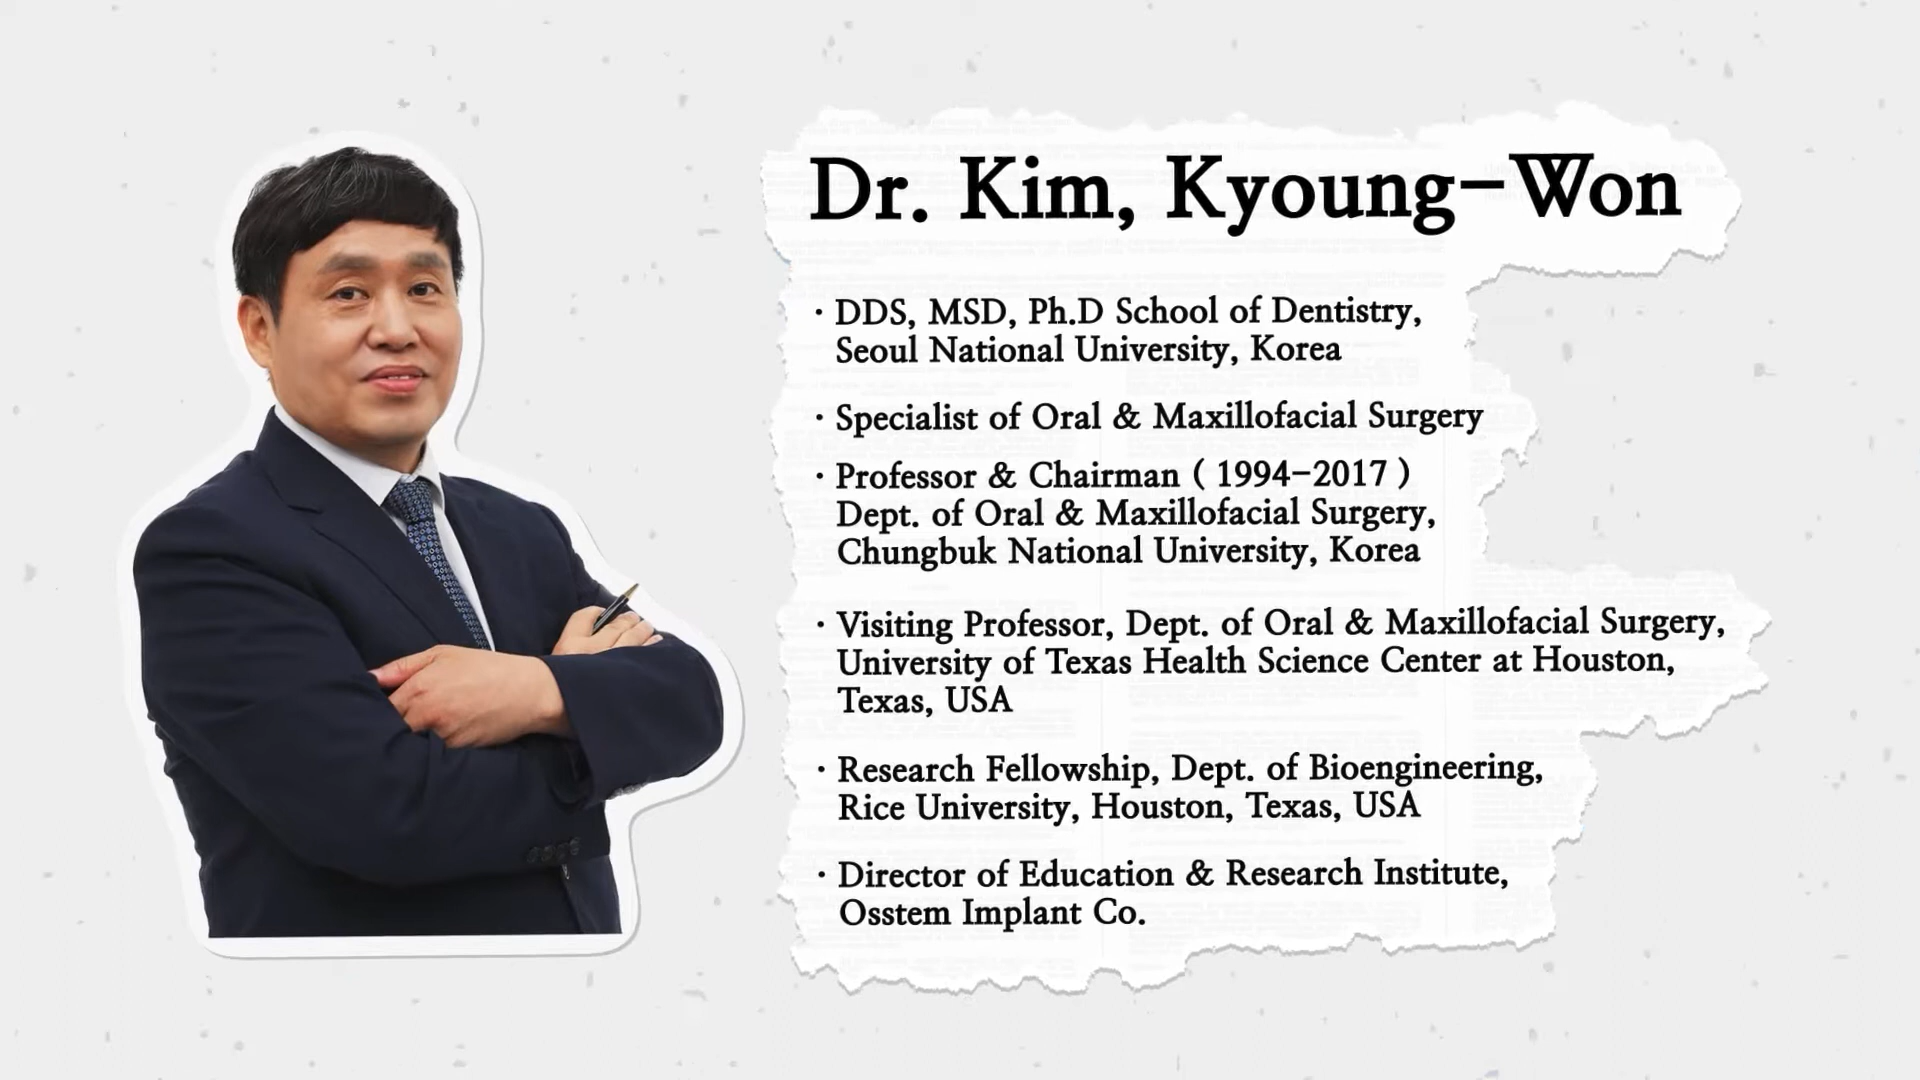 Dr. Kim, Kyoung-Won
· DDS, MSD, Ph.D School of Dentistry,
Seoul National University, Korea
· Specialist of Oral & Maxillofacial Surgery
· Professor & Chairman ( 1994-2017 )
Dept. of Oral & Maxillofacial Surgery,
Chungbuk National University, Korea
· Visiting Professor, Dept. of Oral & Maxillofacial Surgery,
University of Texas Health Science Center at Houston,
Texas, USA
· Research Fellowship, Dept. of Bioengineering,
Rice University, Houston, Texas, USA
· Director of Education & Research Institute,
Osstem Implant Co.